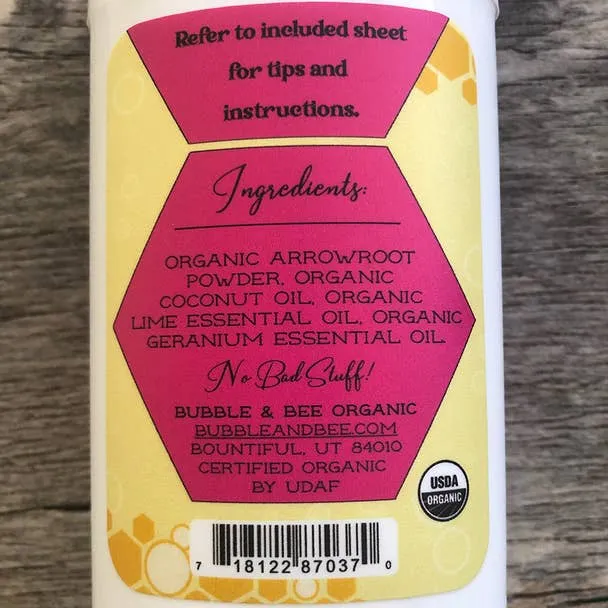 Refer to included sheet
for tips and
instructions.
Ingredients:
ORGANIC ARROWROOT
POWDER, ORGANIC
COCONUT OIL, ORGANIC
LIME ESSENTIAL OIL, ORGANIC
GERANIUM ESSENTIAL OIL.
No Bad Stuff!
BUBBLE & BEE ORGANIC
BUBBLEANDBEE.COM
BOUNTIFUL, UT 84010
CERTIFIED ORGANIC
BY UDAF
USDA
ORGANIC
7 18122 87037 0